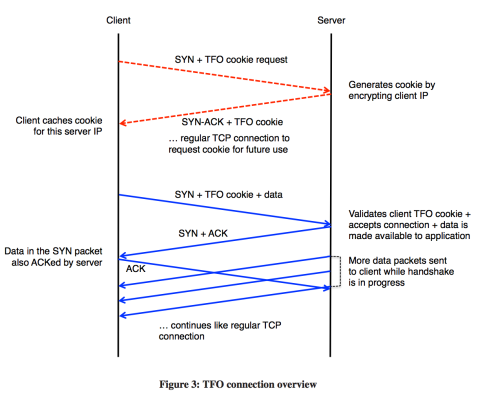 Client
Server
SYN + TFO cookie request
Generates cookie by
encrypting client IP
Client caches cookie
for this server IP
SYN-ACK + TFO cookie
... regular TCP connection to
request cookie for future use
SYN + TFO cookie + data
Validates client TFO cookie +
accepts connection + data is
made available to application
SYN + ACK
Data in the SYN packet
also ACKed by server
ACK
More data packets sent
to client while handshake
is in progress
... continues like regular TCP
connection
Figure 3: TFO connection overview